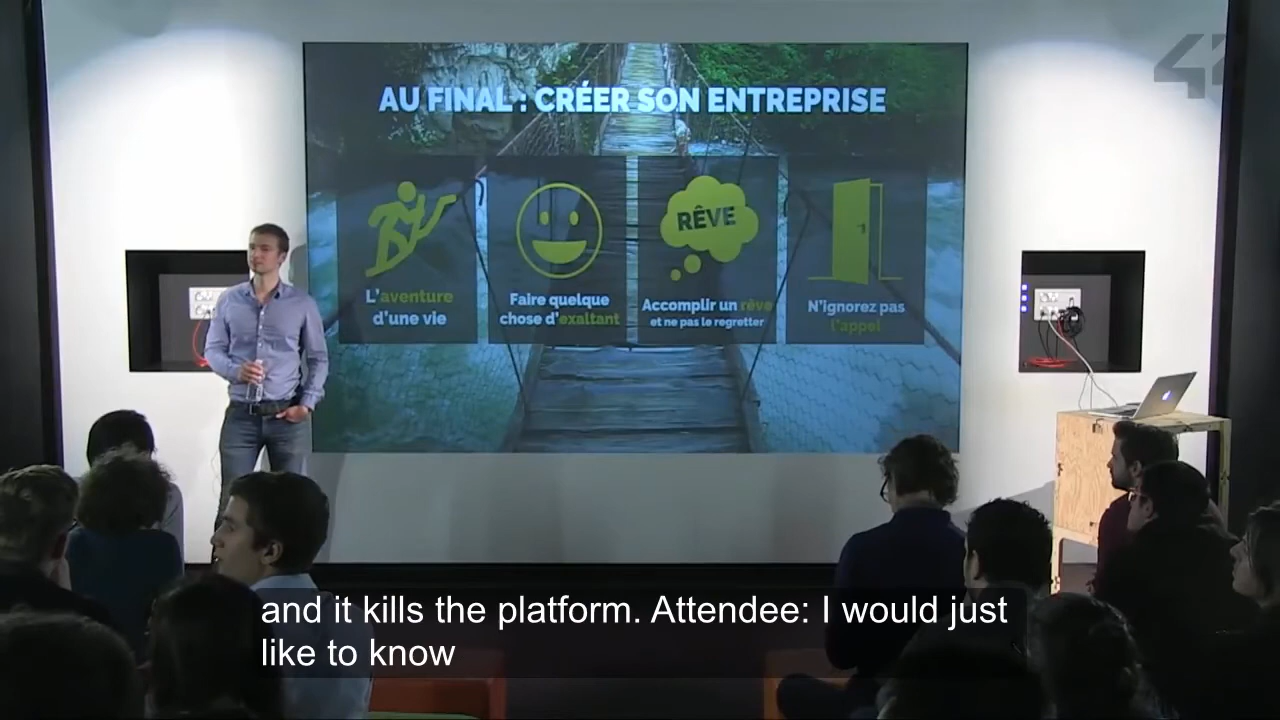 42
AU FINAL : CRÉER SON ENTREPRISE
RÊVE
L'aventure
d'une vie
Faire quelque
chose d'exaltant
Accomplir un rêve
et ne pas le regretter
N'ignorez pas
l'appel
and it kills the platform. Attendee: I would just
like to know